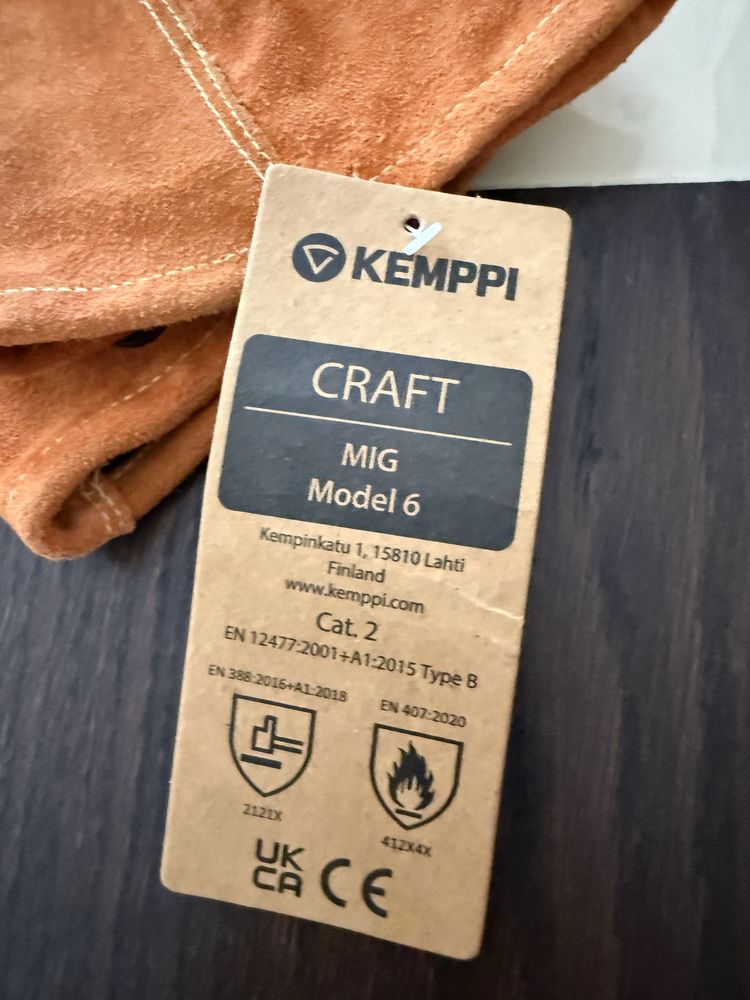 KEMPPI
CRAFT
MIG
Model 6
Kempinkatu 1, 15810 Lahti
Finland
www.kemppi.com
Cat. 2
EN 12477:2001+A1:2015 Type B
EN 388:2016+A1:2018
EN 407:2020
2121X
412X4X
UK
CA
CE